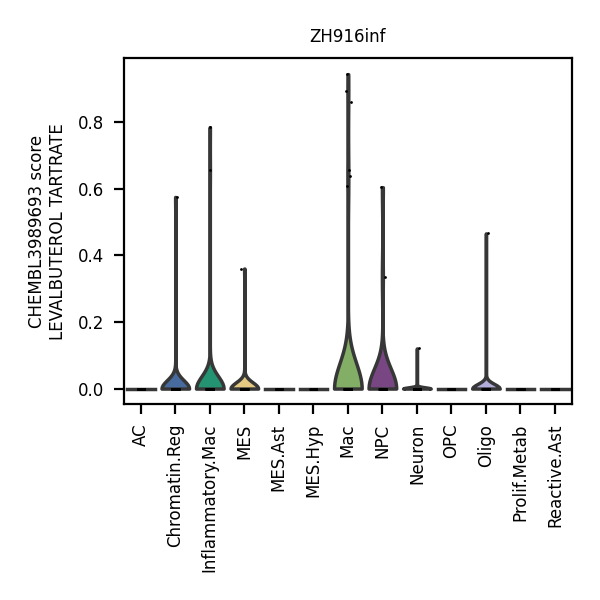 ZH916inf
CHEMBL3989693 score
LEVALBUTEROL TARTRATE
0.8
0.6
0.4
0.2
0.0
AC
Chromatin.Reg
Inflammatory.Mac
MES
MES.Ast
MES.Hyp
Mac
NPC
Neuron
OPC
Oligo
Prolif.Metab
Reactive.Ast